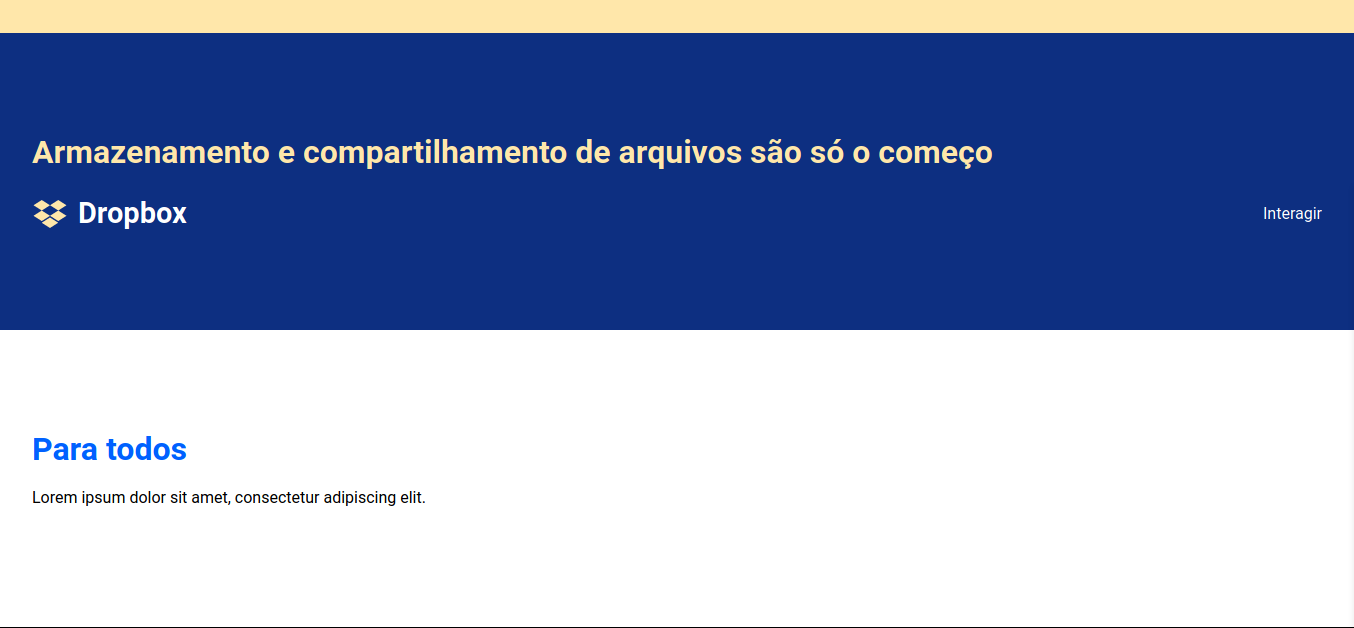 Armazenamento e compartilhamento de arquivos são só o começo
Dropbox
Interagir
Para todos
Lorem ipsum dolor sit amet, consectetur adipiscing elit.